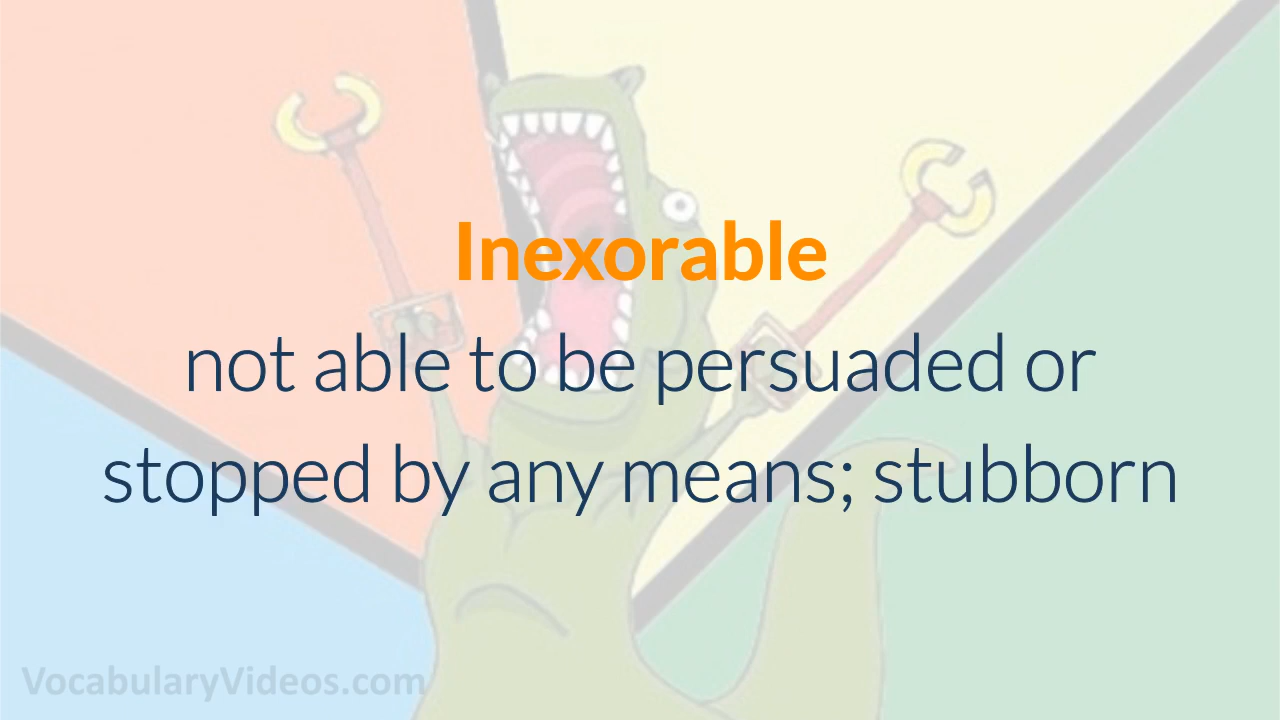 Inexorable
not able to be persuaded or
stopped by any means; stubborn
VocabularyVideos.com